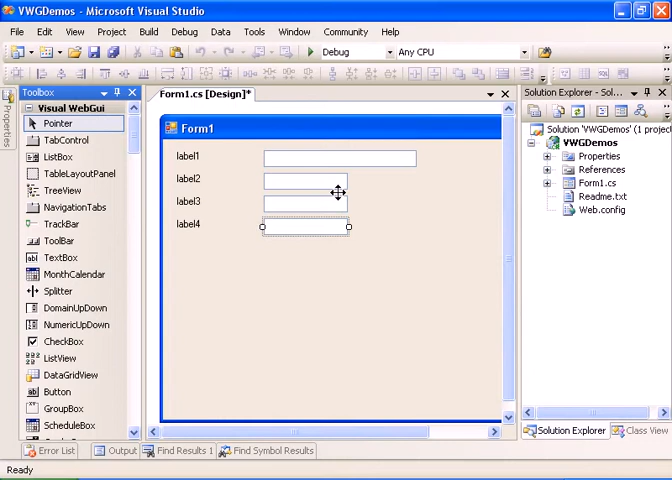 VWGDemos - Microsoft Visual Studio
File Edit View Project Build Debug Data Tools Window Community Help
Debug Any CPU
Toolbox
Visual WebGui
Pointer
TabControl
ListBox
TableLayoutPanel
TreeView
NavigationTabs
TrackBar
ToolBar
TextBox
MonthCalendar
Splitter
DomainUpDown
NumericUpDown
CheckBox
ListView
DataGridView
Button
GroupBox
ScheduleBox
Properties
Form1.cs [Design]*
Form1
label1
label2
label3
label4
Solution Explorer - Solu...
Solution 'VWGDemos' (1 project
VWGDemos
Properties
References
Form1.cs
Readme.txt
Web.config
Solution Explorer Class View
Error List Output Find Results 1 Find Symbol Results
Ready